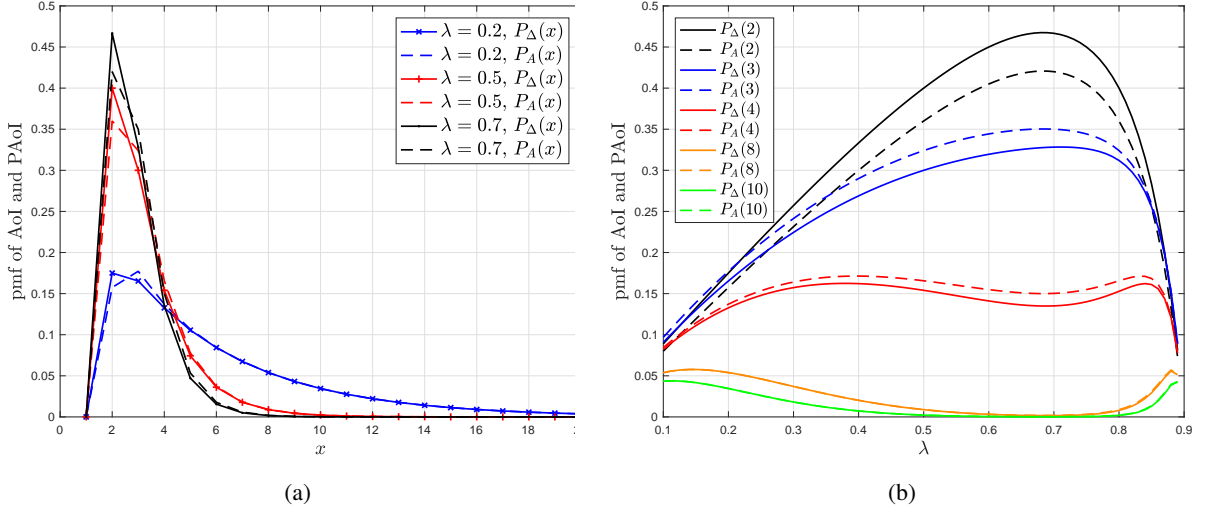 pmf of AoI and PAoI
0.5
0.45
0.4
0.35
0.3
0.25
0.2
0.15
0.1
0.05
0
λ = 0.2, P_Δ(x)
λ = 0.2, P_A(x)
λ = 0.5, P_Δ(x)
λ = 0.5, P_A(x)
λ = 0.7, P_Δ(x)
λ = 0.7, P_A(x)
0 2 4 6 8 10 12 14 16 18 2
x
(a)
pmf of AoI and PAoI
0.5
0.45
0.4
0.35
0.3
0.25
0.2
0.15
0.1
0.05
0
P_Δ(2)
P_A(2)
P_Δ(3)
P_A(3)
P_Δ(4)
P_A(4)
P_Δ(8)
P_A(8)
P_Δ(10)
P_A(10)
0.1 0.2 0.3 0.4 0.5 0.6 0.7 0.8 0.9
λ
(b)